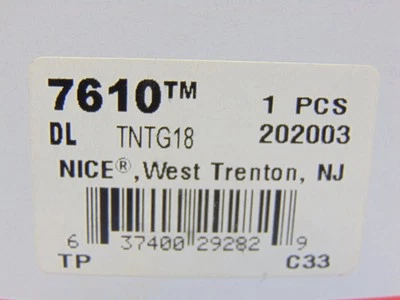 7610™ 1 PCS
DL TNTG18 202003
NICE®, West Trenton, NJ
6 37400 29282 9
TP C33